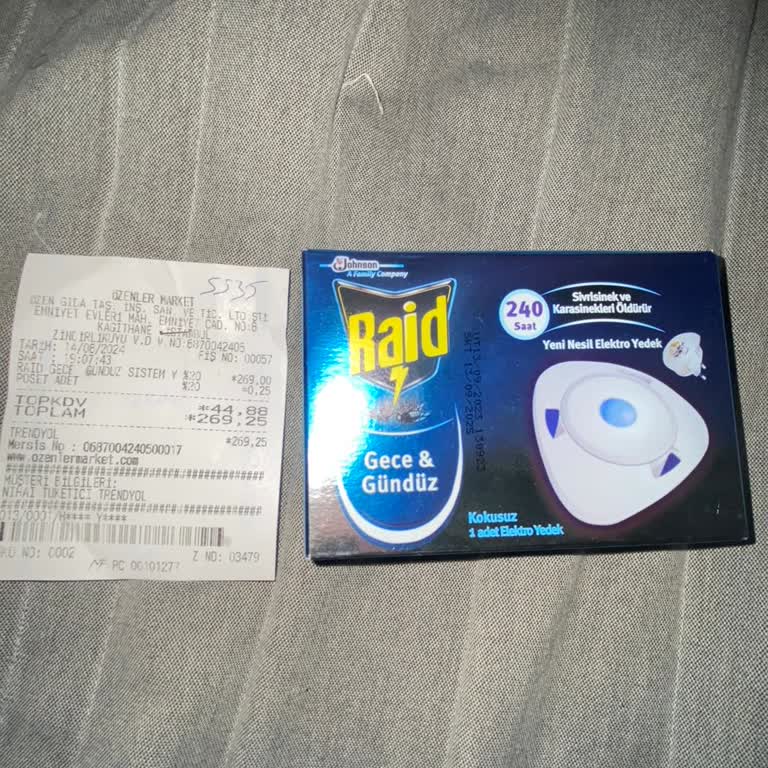 5535
ÖZENLER MARKET
ÖZEN GIDA TAŞ. İNŞ. SAN. VE TİC. LTD ŞTİ
EMNİYET EVLERİ MAH. EMNİYET CAD. NO:6
KAĞITHANE İSTANBUL
ZİNCİRLİKUYU V.D V.NO:6870042405
TARİH: 14/06/2024 FİŞ NO: 00057
SAAT : 19:07:43
RAID GECE GÜNDÜZ SİSTEM Y %20 *269,00
POŞET ADET %20 *0,25
TOPKDV *44,88
TOPLAM *269,25
TRENDYOL *269,25
Mersis No : 0687004240500017
www.ozenlermarket.com
MÜŞTERİ BİLGİLERİ:
NİHAİ TÜKETİCİ TRENDYOL
NO: 0002 Z NO: 03479
MF PC 00101277
Johnson
A Family Company
Raid
Gece &
Gündüz
240
Saat
Sivrisinek ve
Karasinekleri Öldürür
Yeni Nesil Elektro Yedek
Kokusuz
1 adet Elektro Yedek